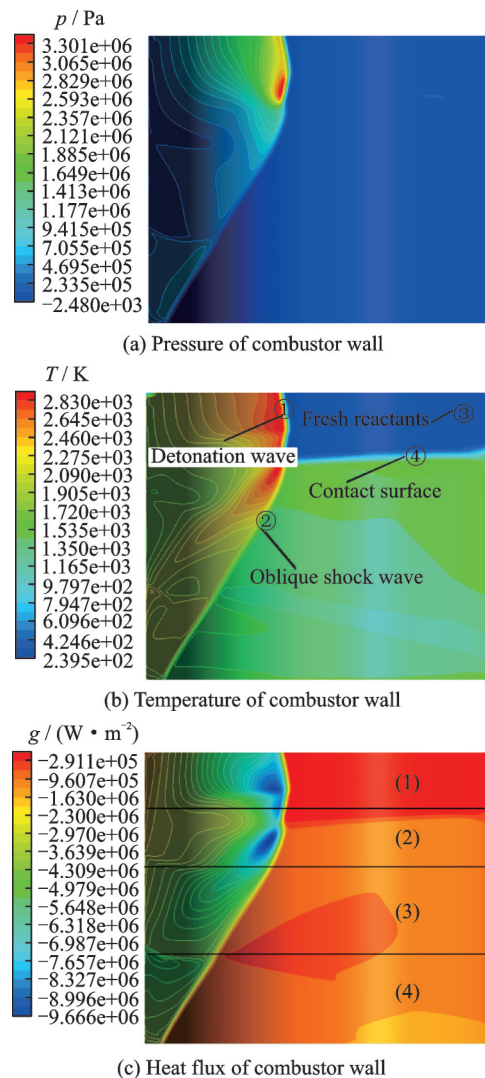 p / Pa
3.301e+06
3.065e+06
2.829e+06
2.593e+06
2.357e+06
2.121e+06
1.885e+06
1.649e+06
1.413e+06
1.177e+06
9.415e+05
7.055e+05
4.695e+05
2.335e+05
−2.480e+03
(a) Pressure of combustor wall
T / K
2.830e+03
2.645e+03
2.460e+03
2.275e+03
2.090e+03
1.905e+03
1.720e+03
1.535e+03
1.350e+03
1.165e+03
9.797e+02
7.947e+02
6.096e+02
4.246e+02
2.395e+02
①
Fresh reactants ③
Detonation wave
④
Contact surface
②
Oblique shock wave
(b) Temperature of combustor wall
g / (W · m⁻²)
−2.911e+05
−9.607e+05
−1.630e+06
−2.300e+06
−2.970e+06
−3.639e+06
−4.309e+06
−4.979e+06
−5.648e+06
−6.318e+06
−6.987e+06
−7.657e+06
−8.327e+06
−8.996e+06
−9.666e+06
(1)
(2)
(3)
(4)
(c) Heat flux of combustor wall